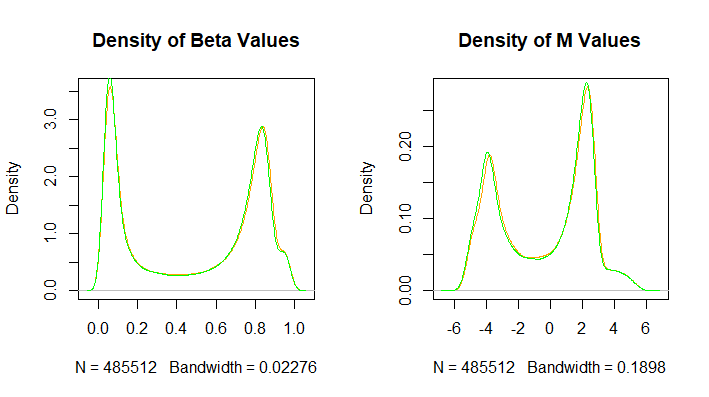 Density of Beta Values
Density
0.0 1.0 2.0 3.0
0.0 0.2 0.4 0.6 0.8 1.0
N = 485512 Bandwidth = 0.02276
Density of M Values
Density
0.00 0.10 0.20
-6 -4 -2 0 2 4 6
N = 485512 Bandwidth = 0.1898